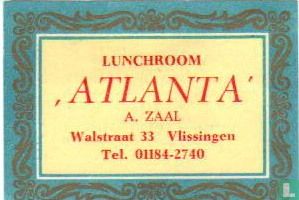 LUNCHROOM
‚ATLANTA´
A. ZAAL
Walstraat 33 Vlissingen
Tel. 01184-2740